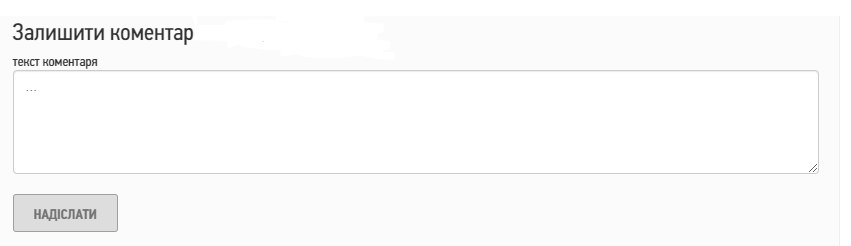 Залишити коментар
текст коментаря
...
НАДІСЛАТИ